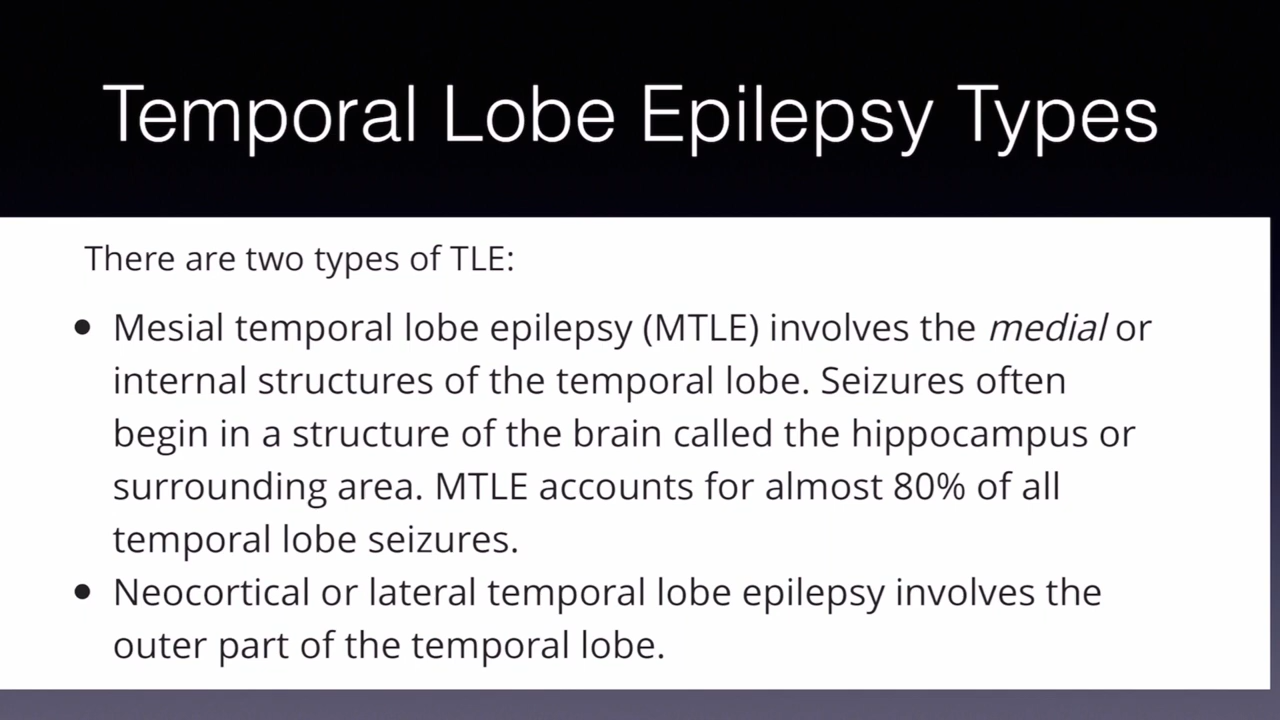 Temporal Lobe Epilepsy Types
There are two types of TLE:
• Mesial temporal lobe epilepsy (MTLE) involves the medial or
internal structures of the temporal lobe. Seizures often
begin in a structure of the brain called the hippocampus or
surrounding area. MTLE accounts for almost 80% of all
temporal lobe seizures.
• Neocortical or lateral temporal lobe epilepsy involves the
outer part of the temporal lobe.